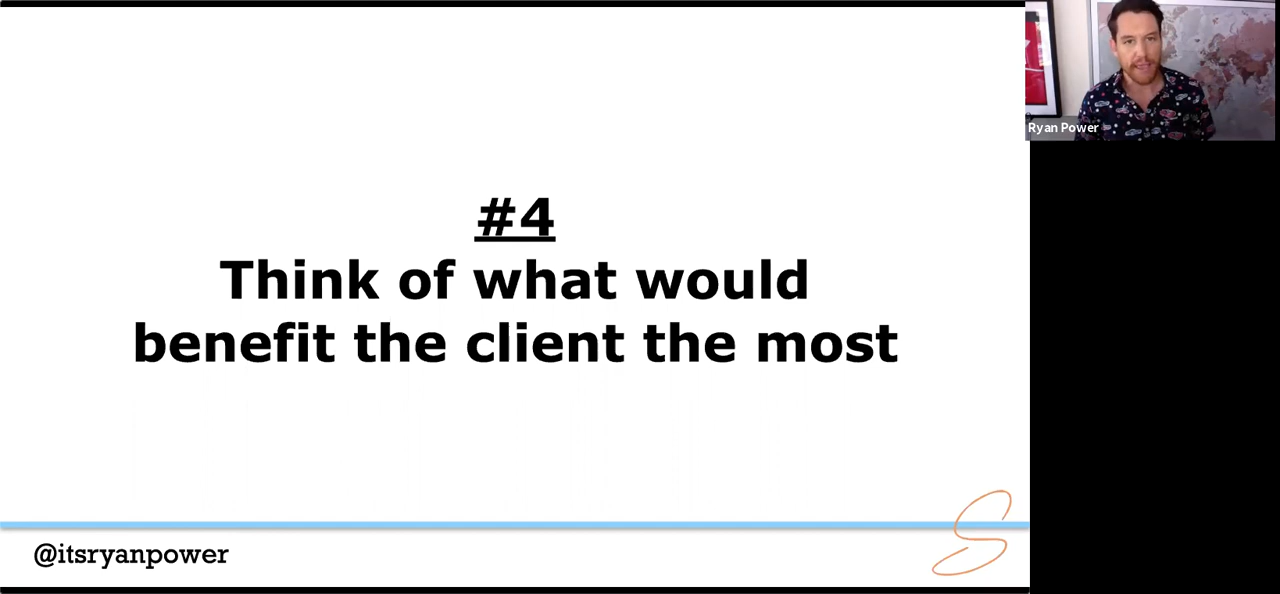 #4
Think of what would
benefit the client the most
@itsryanpower
Ryan Power